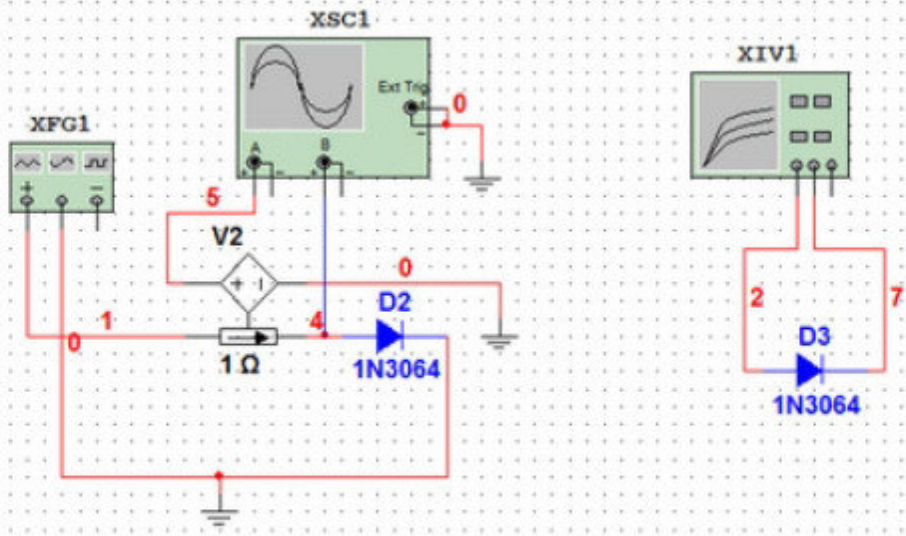 XSC1
XIV1
XFG1
Ext Trig
+
0
−
A
B
+
−
+
−
+
−
5
V2
+
−
0
2
7
1
0
4
D2
D3
1 Ω
1N3064
1N3064